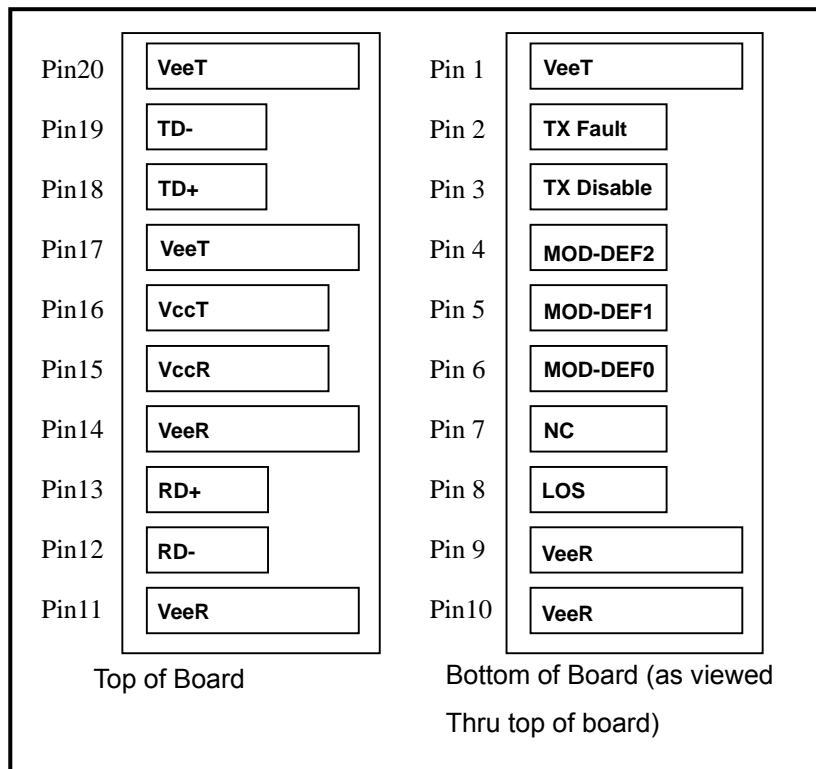 Pin20 VeeT
Pin19 TD-
Pin18 TD+
Pin17 VeeT
Pin16 VccT
Pin15 VccR
Pin14 VeeR
Pin13 RD+
Pin12 RD-
Pin11 VeeR
Top of Board
Pin 1 VeeT
Pin 2 TX Fault
Pin 3 TX Disable
Pin 4 MOD-DEF2
Pin 5 MOD-DEF1
Pin 6 MOD-DEF0
Pin 7 NC
Pin 8 LOS
Pin 9 VeeR
Pin10 VeeR
Bottom of Board (as viewed
Thru top of board)